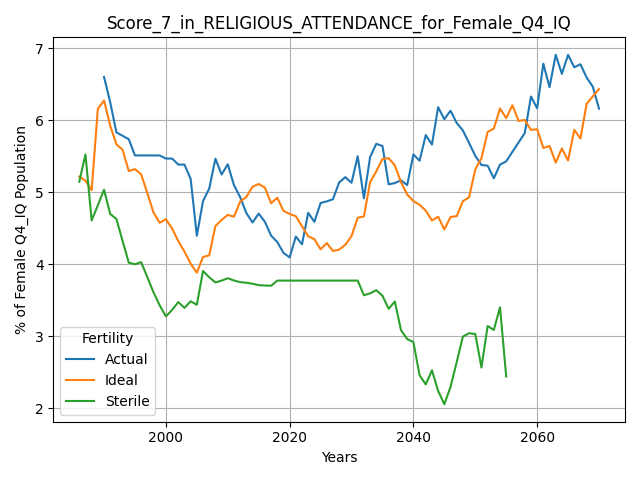 Score_7_in_RELIGIOUS_ATTENDANCE_for_Female_Q4_IQ
7
6
5
4
3
2
% of Female Q4_IQ Population
Fertility
Actual
Ideal
Sterile
2000
2020
2040
2060
Years